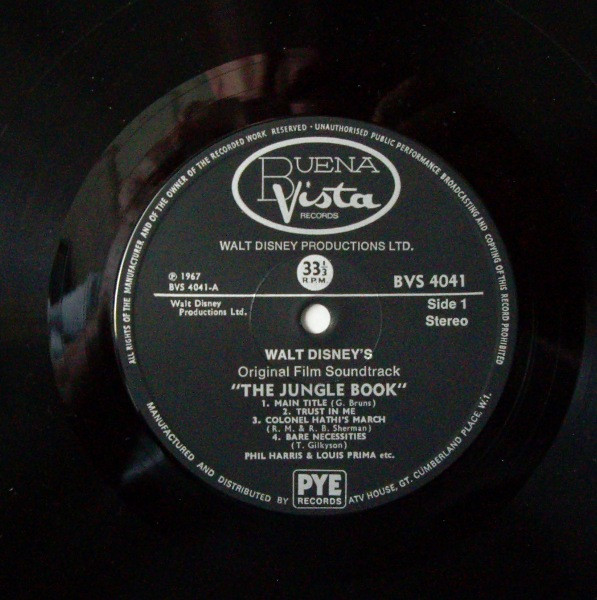 ALL RIGHTS OF THE MANUFACTURER AND OF THE OWNER OF THE RECORDED WORK RESERVED · UNAUTHORISED PUBLIC PERFORMANCE BROADCASTING AND COPYING OF THIS RECORD PROHIBITED
BUENA
Vista
RECORDS
WALT DISNEY PRODUCTIONS LTD.
33⅓
R.P.M.
℗ 1967
BVS 4041-A
BVS 4041
Walt Disney
Productions Ltd.
Side 1
Stereo
WALT DISNEY'S
Original Film Soundtrack
"THE JUNGLE BOOK"
1. MAIN TITLE (G. Bruns)
2. TRUST IN ME
3. COLONEL HATHI'S MARCH
(R. M. & R. B. Sherman)
4. BARE NECESSITIES
(T. Gilkyson)
PHIL HARRIS & LOUIS PRIMA etc.
PYE
RECORDS
MANUFACTURED AND DISTRIBUTED BY
ATV HOUSE, GT. CUMBERLAND PLACE, W.1.